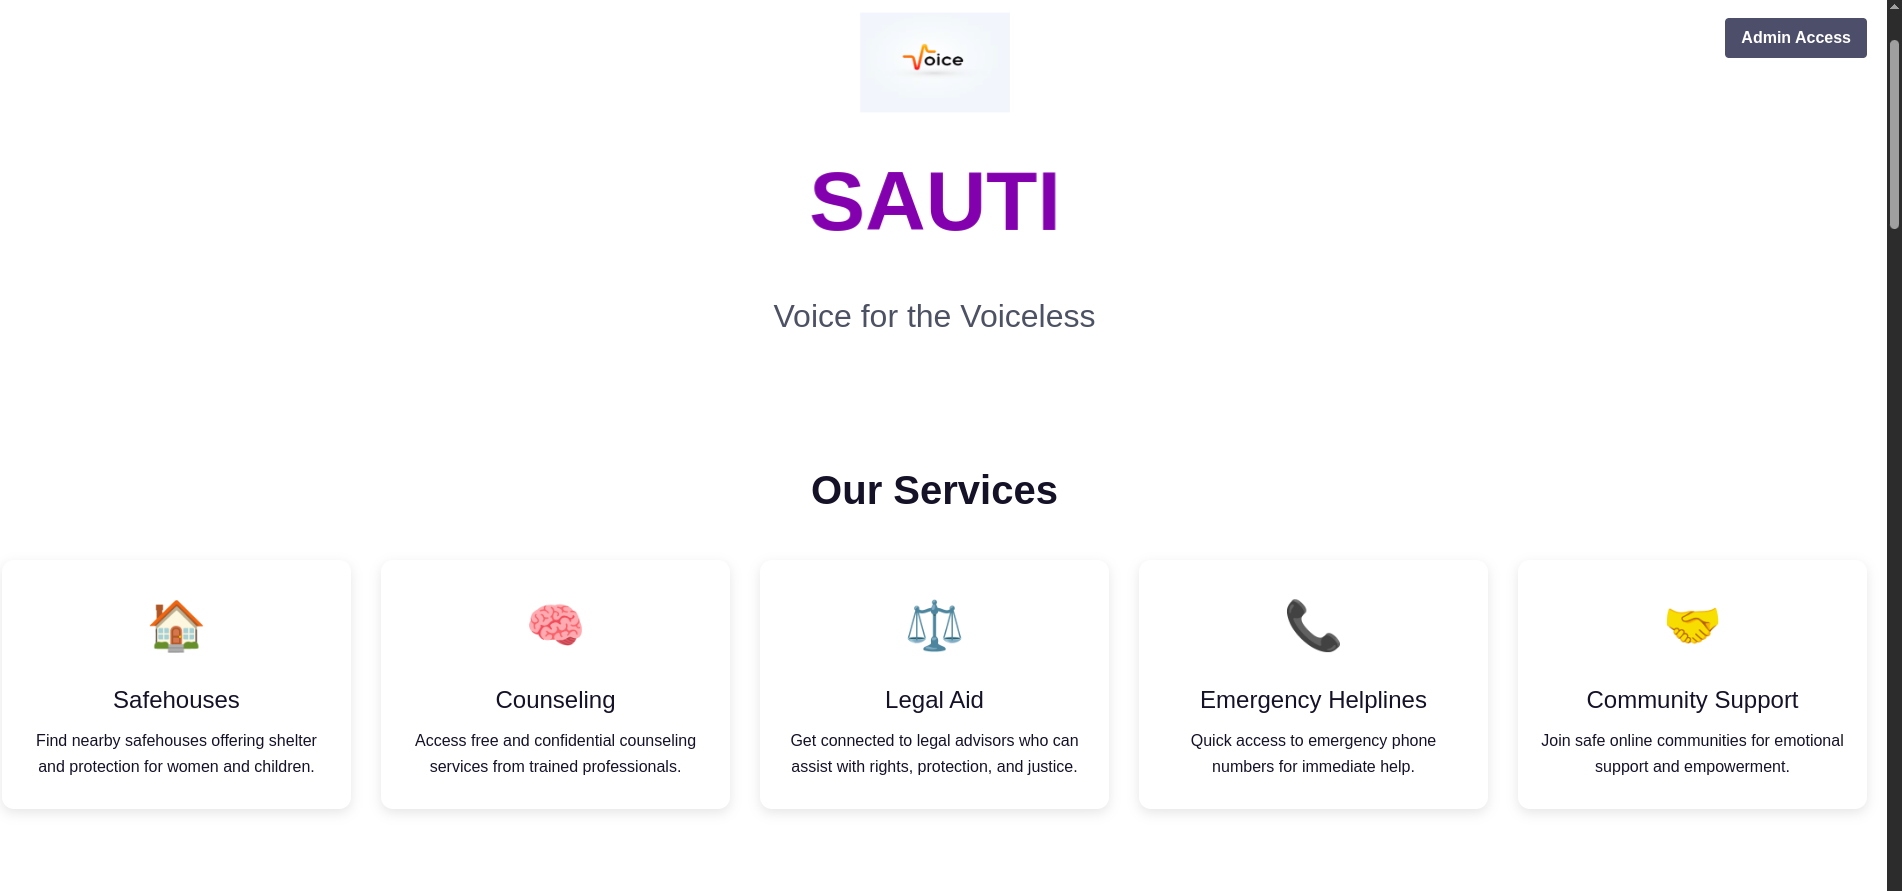 Voice
Admin Access
SAUTI
Voice for the Voiceless
Our Services
Safehouses
Find nearby safehouses offering shelter
and protection for women and children.
Counseling
Access free and confidential counseling
services from trained professionals.
Legal Aid
Get connected to legal advisors who can
assist with rights, protection, and justice.
Emergency Helplines
Quick access to emergency phone
numbers for immediate help.
Community Support
Join safe online communities for emotional
support and empowerment.